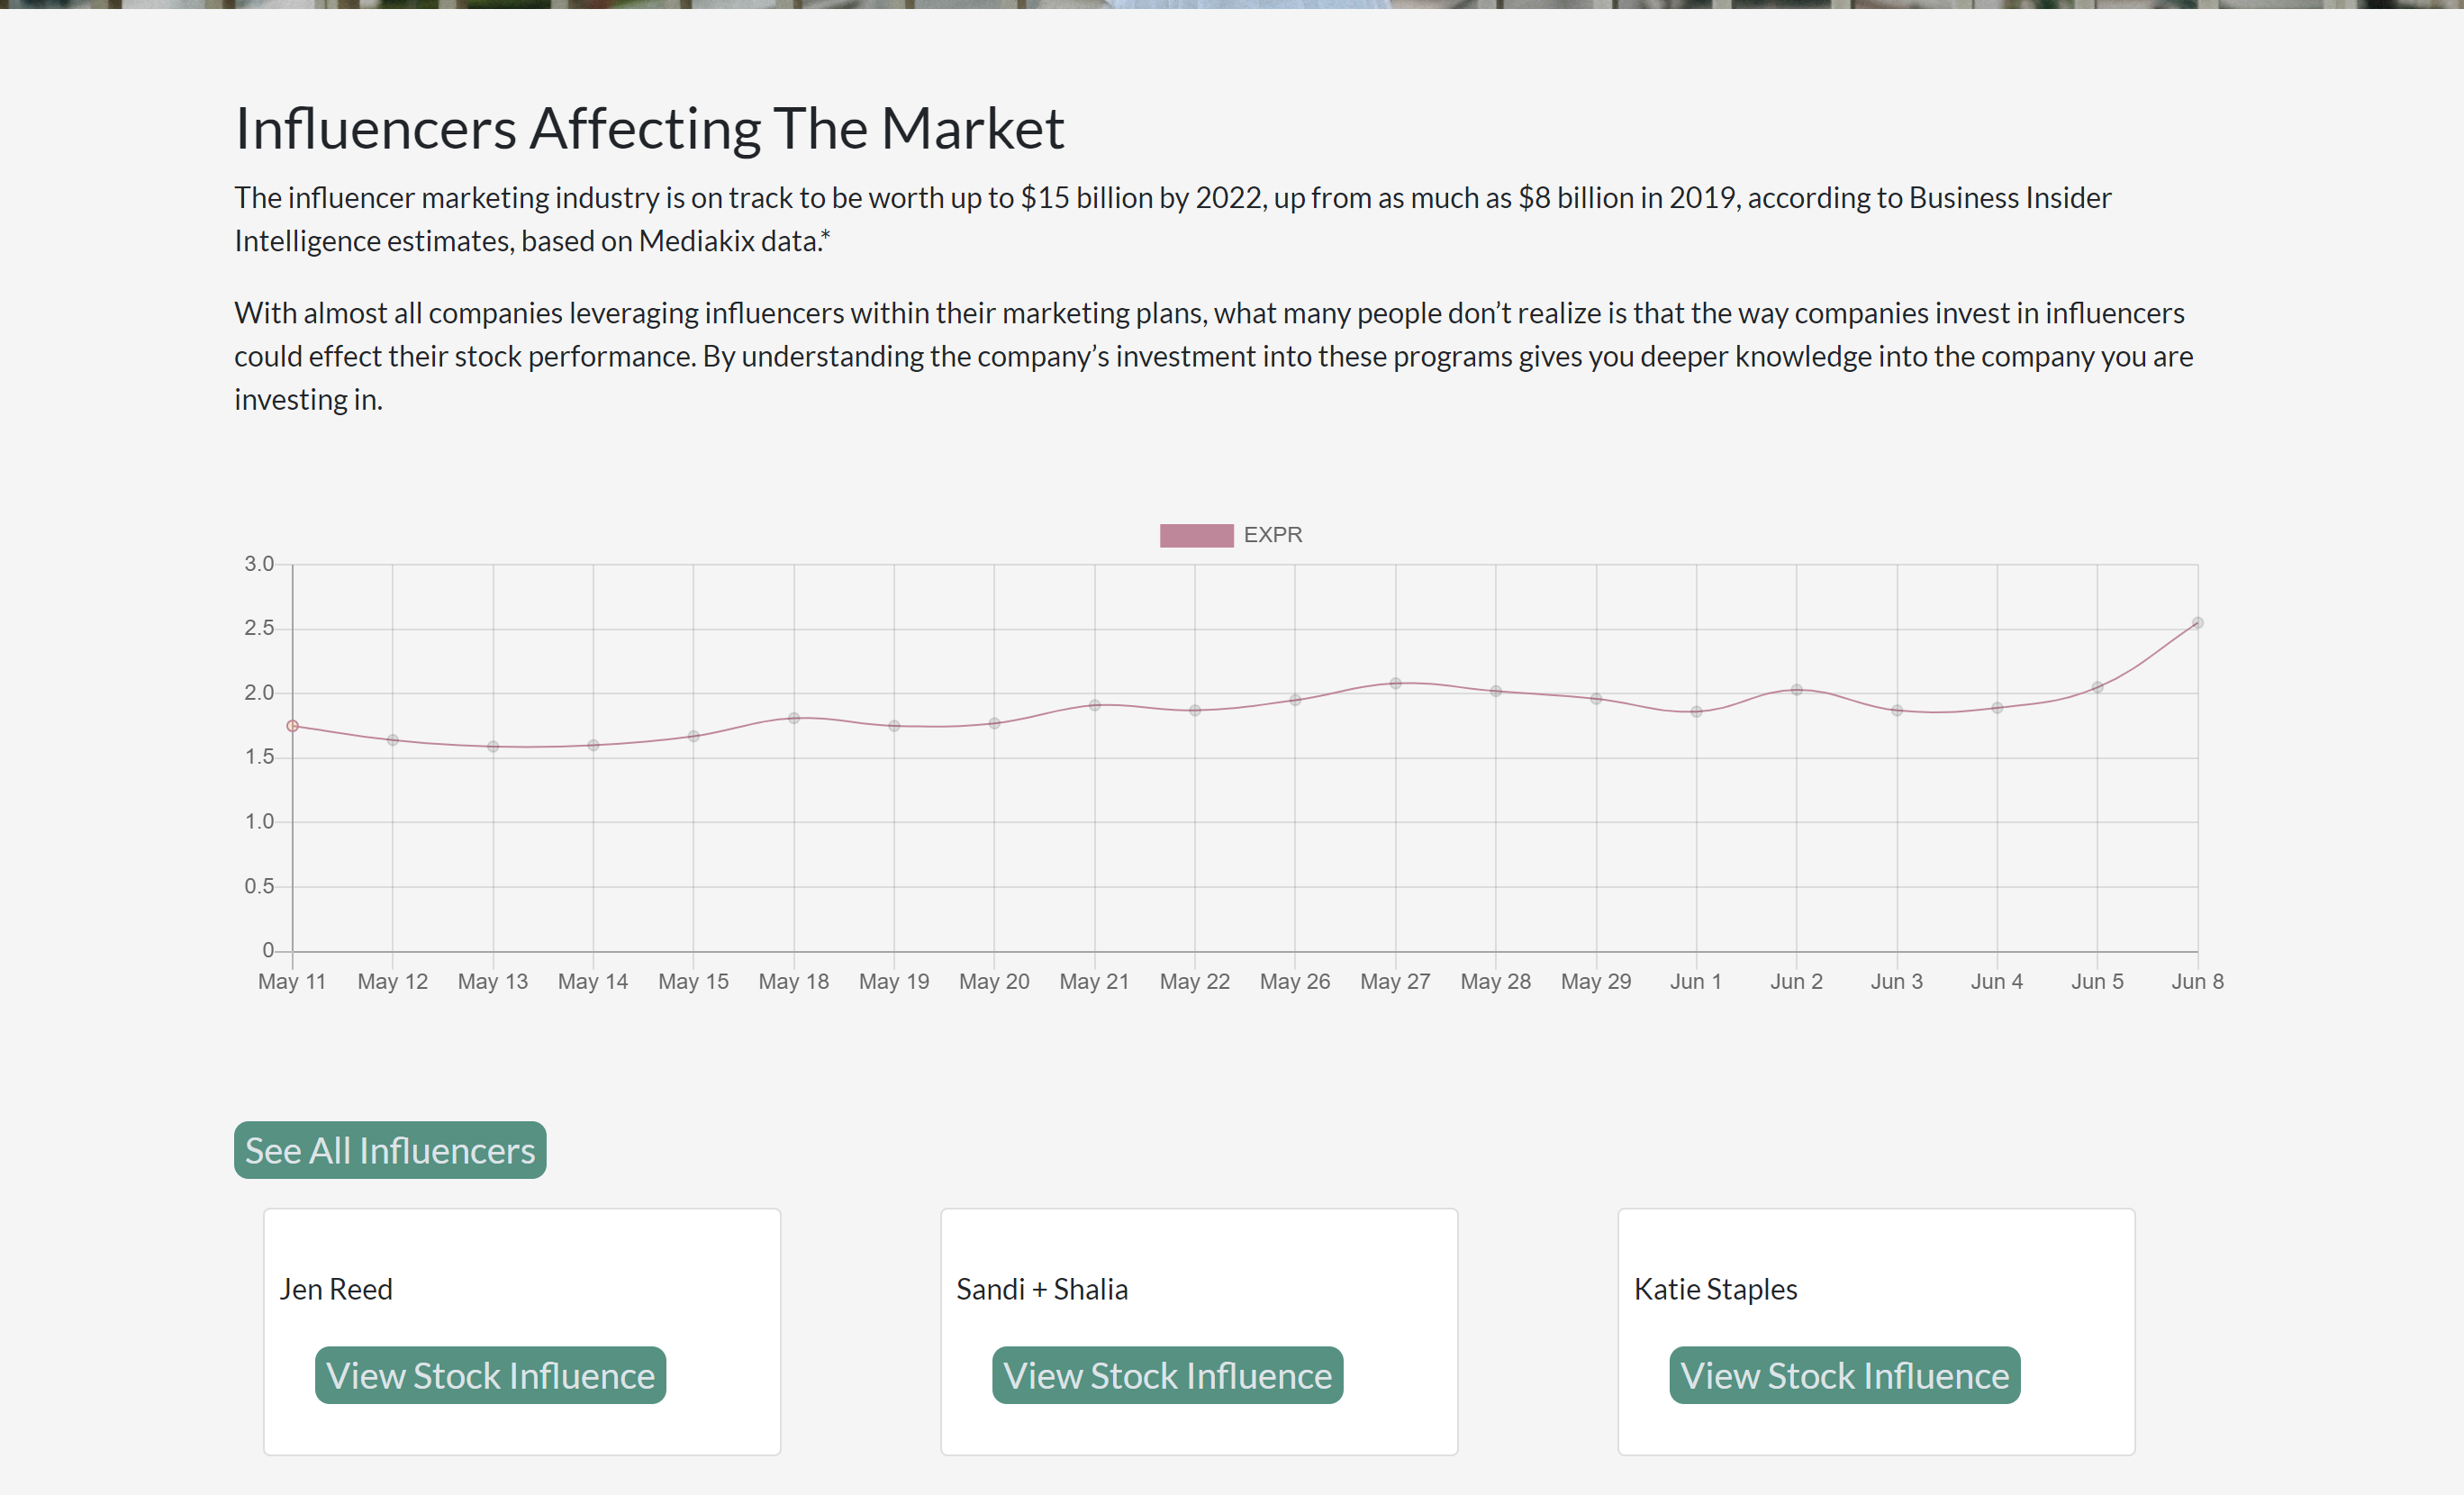 Influencers Affecting The Market
The influencer marketing industry is on track to be worth up to $15 billion by 2022, up from as much as $8 billion in 2019, according to Business Insider
Intelligence estimates, based on Mediakix data.*
With almost all companies leveraging influencers within their marketing plans, what many people don’t realize is that the way companies invest in influencers
could effect their stock performance. By understanding the company’s investment into these programs gives you deeper knowledge into the company you are
investing in.
EXPR
3.0
2.5
2.0
1.5
1.0
0.5
0
May 11 May 12 May 13 May 14 May 15 May 18 May 19 May 20 May 21 May 22 May 26 May 27 May 28 May 29 Jun 1 Jun 2 Jun 3 Jun 4 Jun 5 Jun 8
See All Influencers
Jen Reed
View Stock Influence
Sandi + Shalia
View Stock Influence
Katie Staples
View Stock Influence